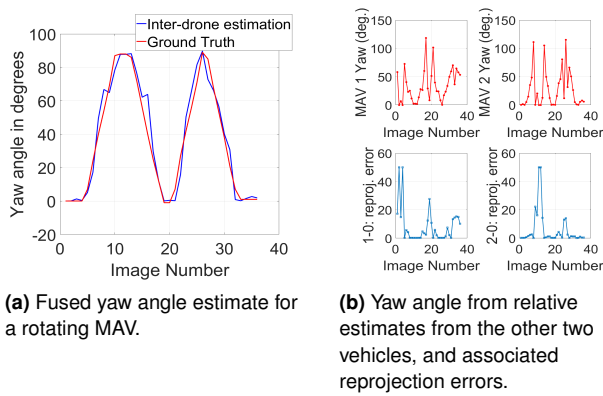 Inter-drone estimation
Ground Truth
Yaw angle in degrees
100
80
60
40
20
0
-20
0
10
20
30
40
Image Number
(a) Fused yaw angle estimate for
a rotating MAV.
MAV 1 Yaw (deg.)
150
100
50
0
0
20
40
Image Number
MAV 2 Yaw (deg.)
150
100
50
0
0
20
40
Image Number
1-0: reproj. error
60
40
20
0
0
20
40
Image Number
2-0: reproj. error
60
40
20
0
0
20
40
Image Number
(b) Yaw angle from relative
estimates from the other two
vehicles, and associated
reprojection errors.